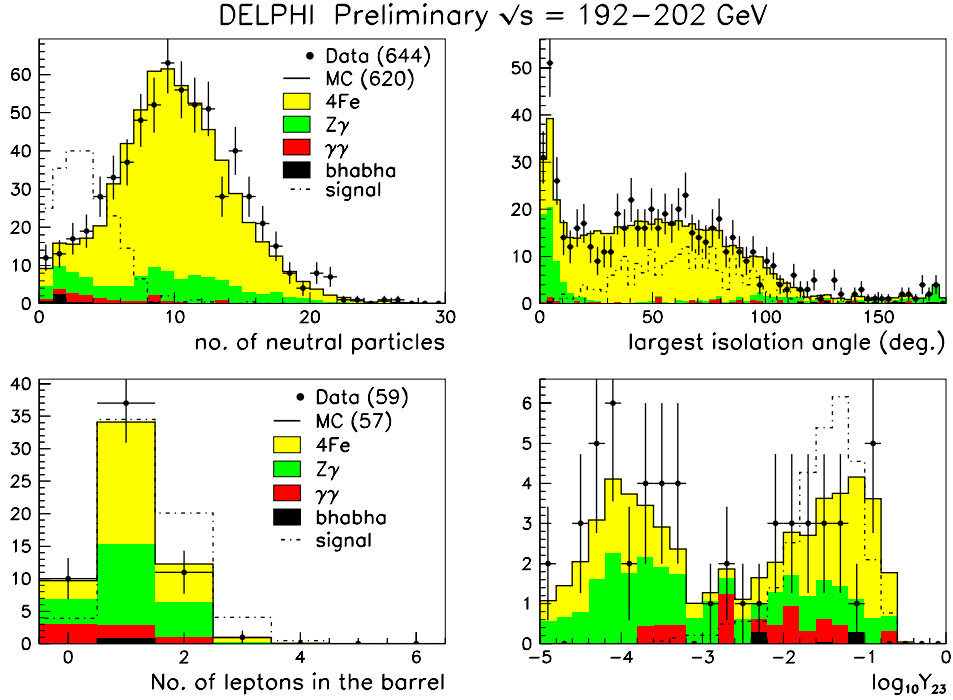 DELPHI Preliminary √s = 192−202 GeV
60
50
40
30
20
10
0
Data (644)
MC (620)
4Fe
Zγ
γγ
bhabha
signal
0 10 20 30
no. of neutral particles
50
40
30
20
10
0
0 50 100 150
largest isolation angle (deg.)
40
35
30
25
20
15
10
5
0
Data (59)
MC (57)
4Fe
Zγ
γγ
bhabha
signal
0 2 4 6
No. of leptons in the barrel
6
5
4
3
2
1
0
-5 -4 -3 -2 -1 0
log₁₀Y₂₃